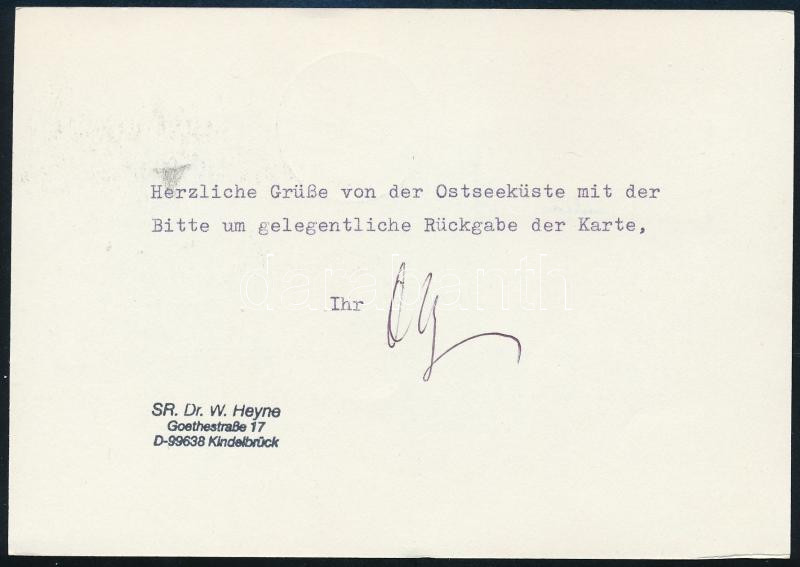 Herzliche Grüße von der Ostseeküste mit der
Bitte um gelegentliche Rückgabe der Karte,
darabanth
Ihr
SR. Dr. W. Heyne
Goethestraße 17
D-99638 Kindelbrück